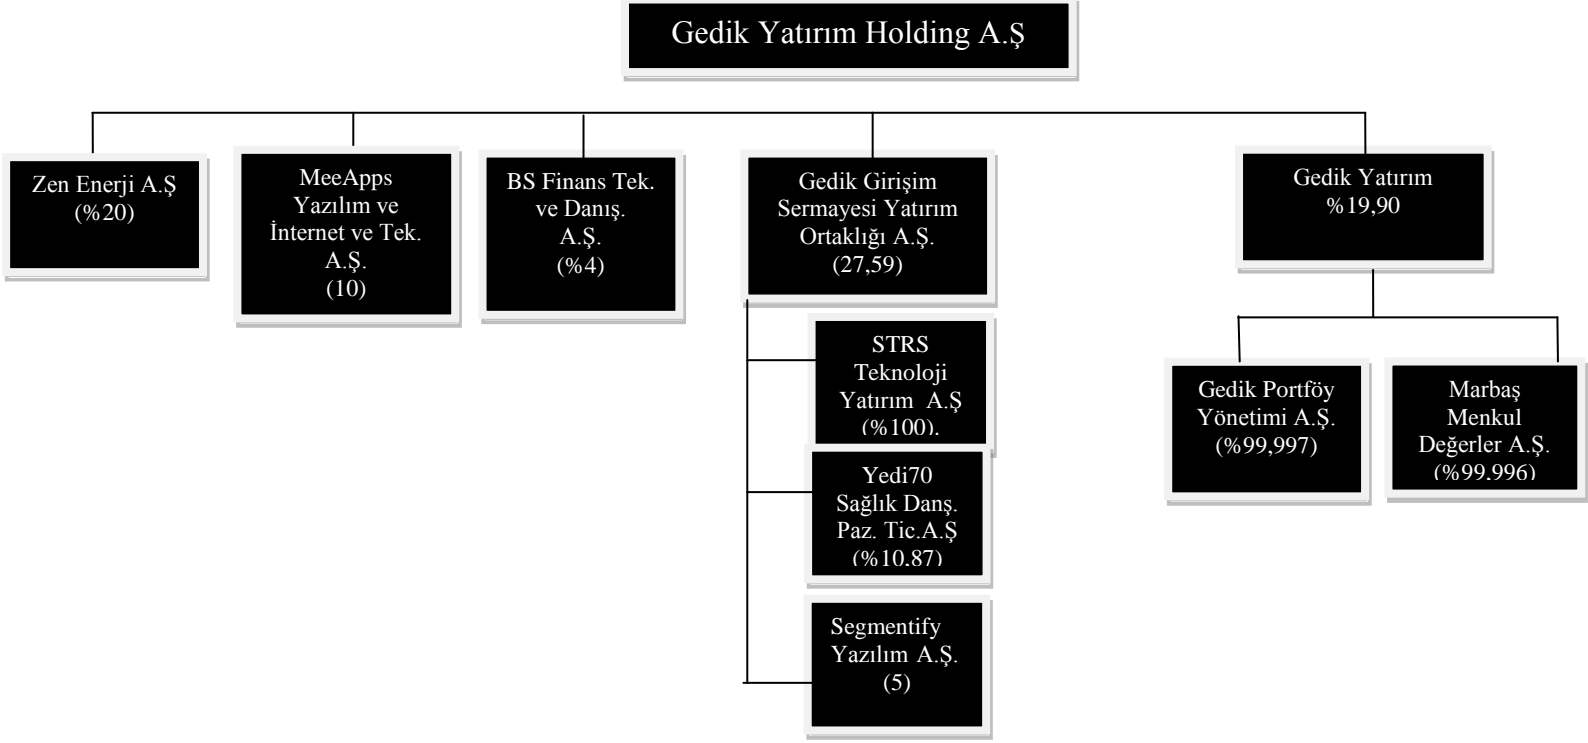 Gedik Yatırım Holding A.Ş
Zen Enerji A.Ş
(%20)
MeeApps
Yazılım ve
İnternet ve Tek.
A.Ş.
(10)
BS Finans Tek.
ve Danış.
A.Ş.
(%4)
Gedik Girişim
Sermayesi Yatırım
Ortaklığı A.Ş.
(27,59)
Gedik Yatırım
%19,90
STRS
Teknoloji
Yatırım A.Ş
(%100).
Yedi70
Sağlık Danş.
Paz. Tic.A.Ş
(%10,87)
Segmentify
Yazılım A.Ş.
(5)
Gedik Portföy
Yönetimi A.Ş.
(%99,997)
Marbaş
Menkul
Değerler A.Ş.
(%99,996)